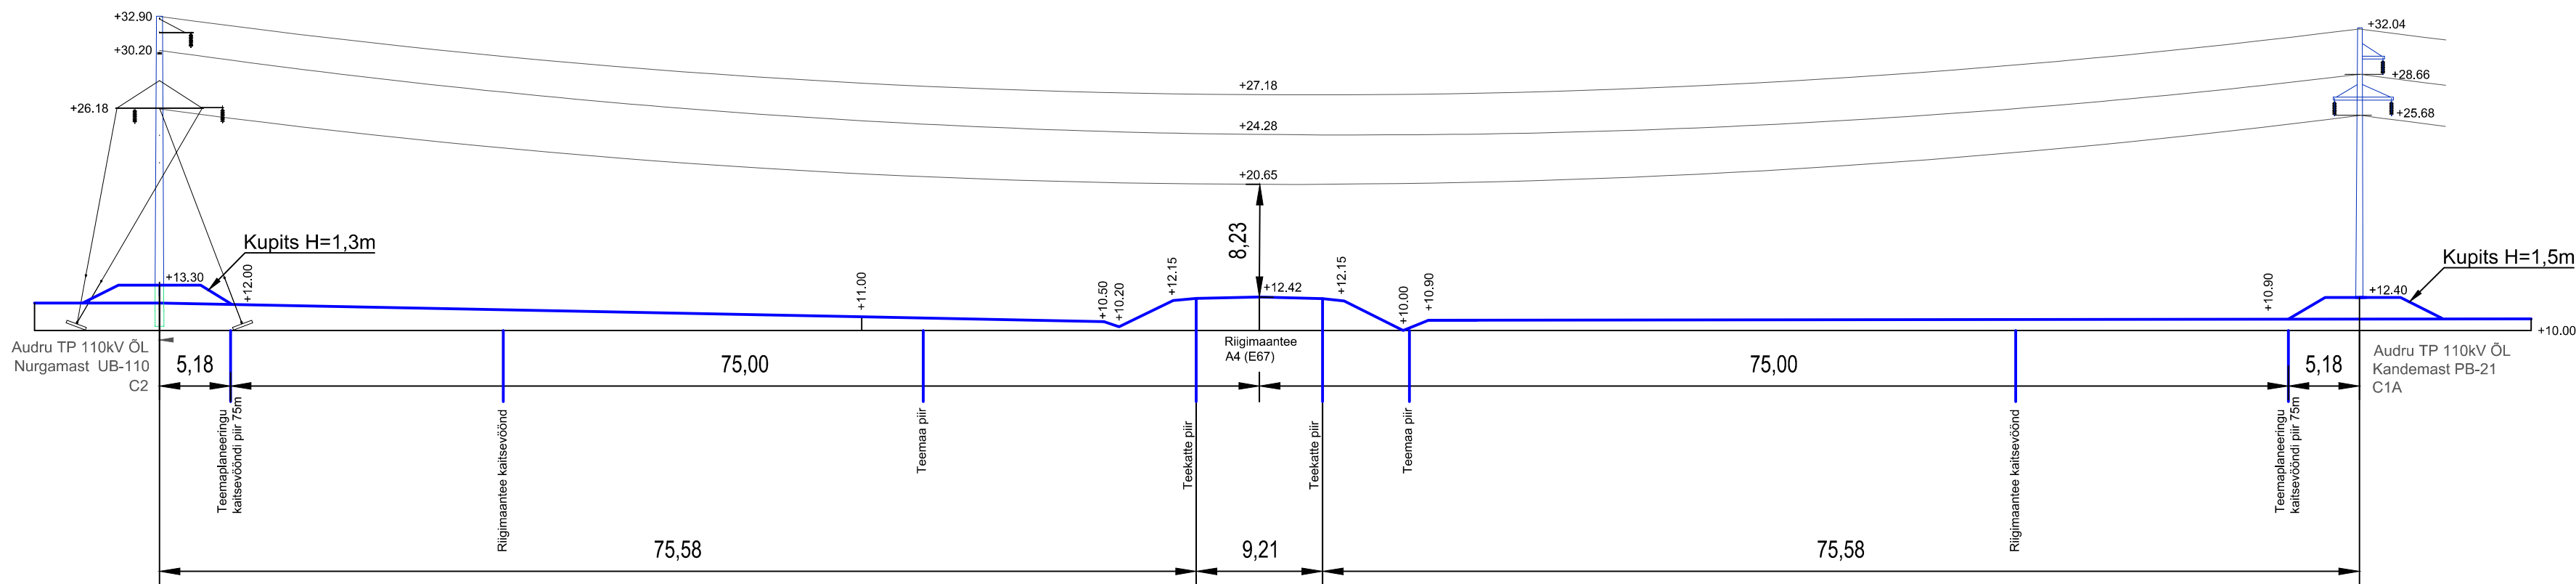 +32.90
+30.20
+26.18
+32.04
+28.66
+25.68
+27.18
+24.28
+20.65
8,23
Kupits H=1,3m
+13.30
+12.00
+11.00
+10.50
+10.20
+12.15
+12.42
+12.15
+10.00
+10.90
+10.90
Kupits H=1,5m
+12.40
+10.00
Audru TP 110kV ÕL
Nurgamast UB-110
C2
5,18
75,00
Riigimaantee
A4 (E67)
75,00
5,18
Audru TP 110kV ÕL
Kandemast PB-21
C1A
Teemaplaneeringu
kaitsevööndi piir 75m
Riigimaantee kaitsevöönd
Teemaa piir
Teekatte piir
Teekatte piir
Teemaa piir
Riigimaantee kaitsevöönd
Teemaplaneeringu
kaitsevööndi piir 75m
75,58
9,21
75,58